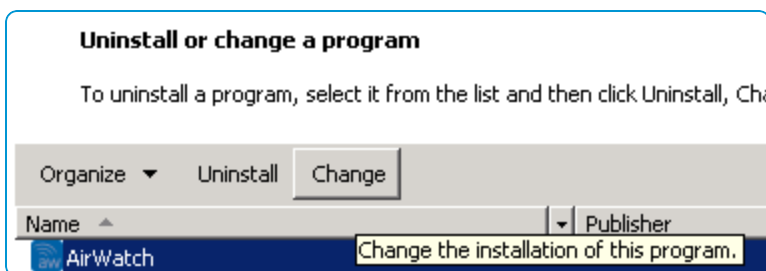 Uninstall or change a program
To uninstall a program, select it from the list and then click Uninstall, Cha
Organize Uninstall Change
Name Publisher
aw AirWatch
Change the installation of this program.